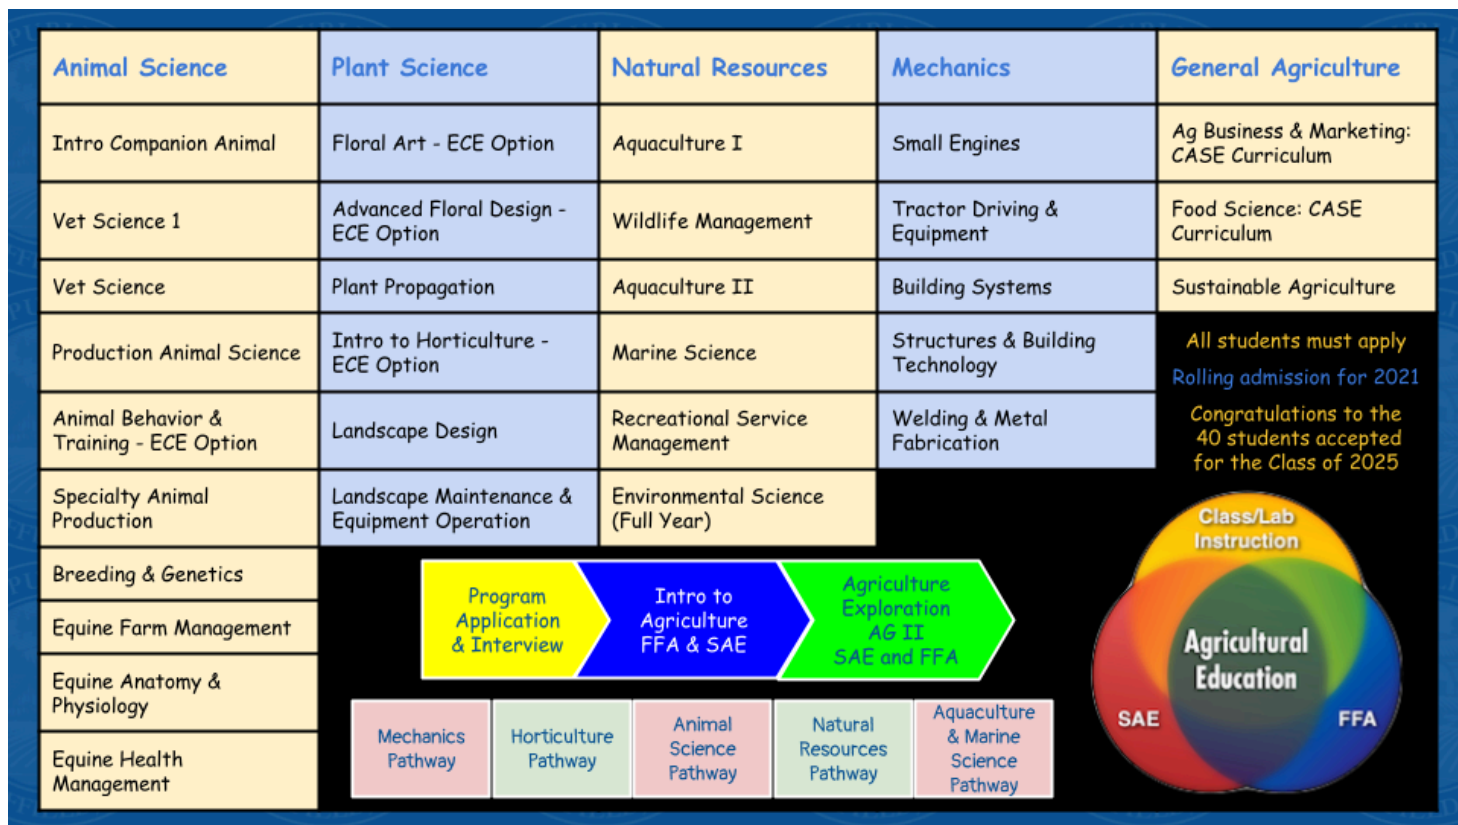 Animal Science
Plant Science
Natural Resources
Mechanics
General Agriculture
Intro Companion Animal
Floral Art - ECE Option
Aquaculture I
Small Engines
Ag Business & Marketing:
CASE Curriculum
Vet Science 1
Advanced Floral Design -
ECE Option
Wildlife Management
Tractor Driving &
Equipment
Food Science: CASE
Curriculum
Vet Science
Plant Propagation
Aquaculture II
Building Systems
Sustainable Agriculture
Production Animal Science
Intro to Horticulture -
ECE Option
Marine Science
Structures & Building
Technology
All students must apply
Rolling admission for 2021
Congratulations to the
40 students accepted
for the Class of 2025
Animal Behavior &
Training - ECE Option
Landscape Design
Recreational Service
Management
Welding & Metal
Fabrication
Specialty Animal
Production
Landscape Maintenance &
Equipment Operation
Environmental Science
(Full Year)
Breeding & Genetics
Equine Farm Management
Equine Anatomy &
Physiology
Equine Health
Management
Program
Application
& Interview
Intro to
Agriculture
FFA & SAE
Agriculture
Exploration
AG II
SAE and FFA
Mechanics
Pathway
Horticulture
Pathway
Animal
Science
Pathway
Natural
Resources
Pathway
Aquaculture
& Marine
Science
Pathway
Class/Lab
Instruction
Agricultural
Education
SAE
FFA